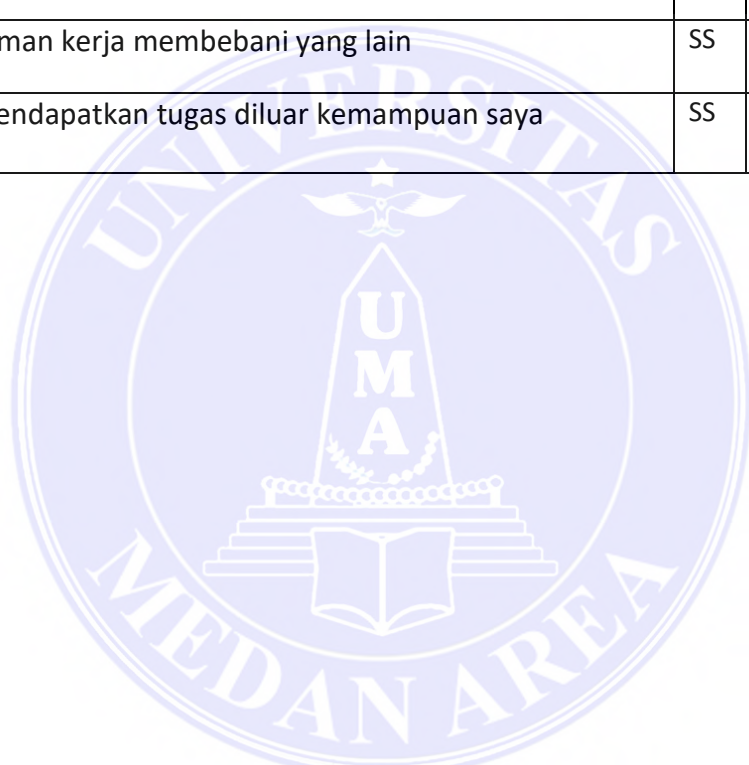 man kerja membebani yang lain SS
endapatkan tugas diluar kemampuan saya SS
UNIVERSITAS
U
M
A
MEDAN AREA